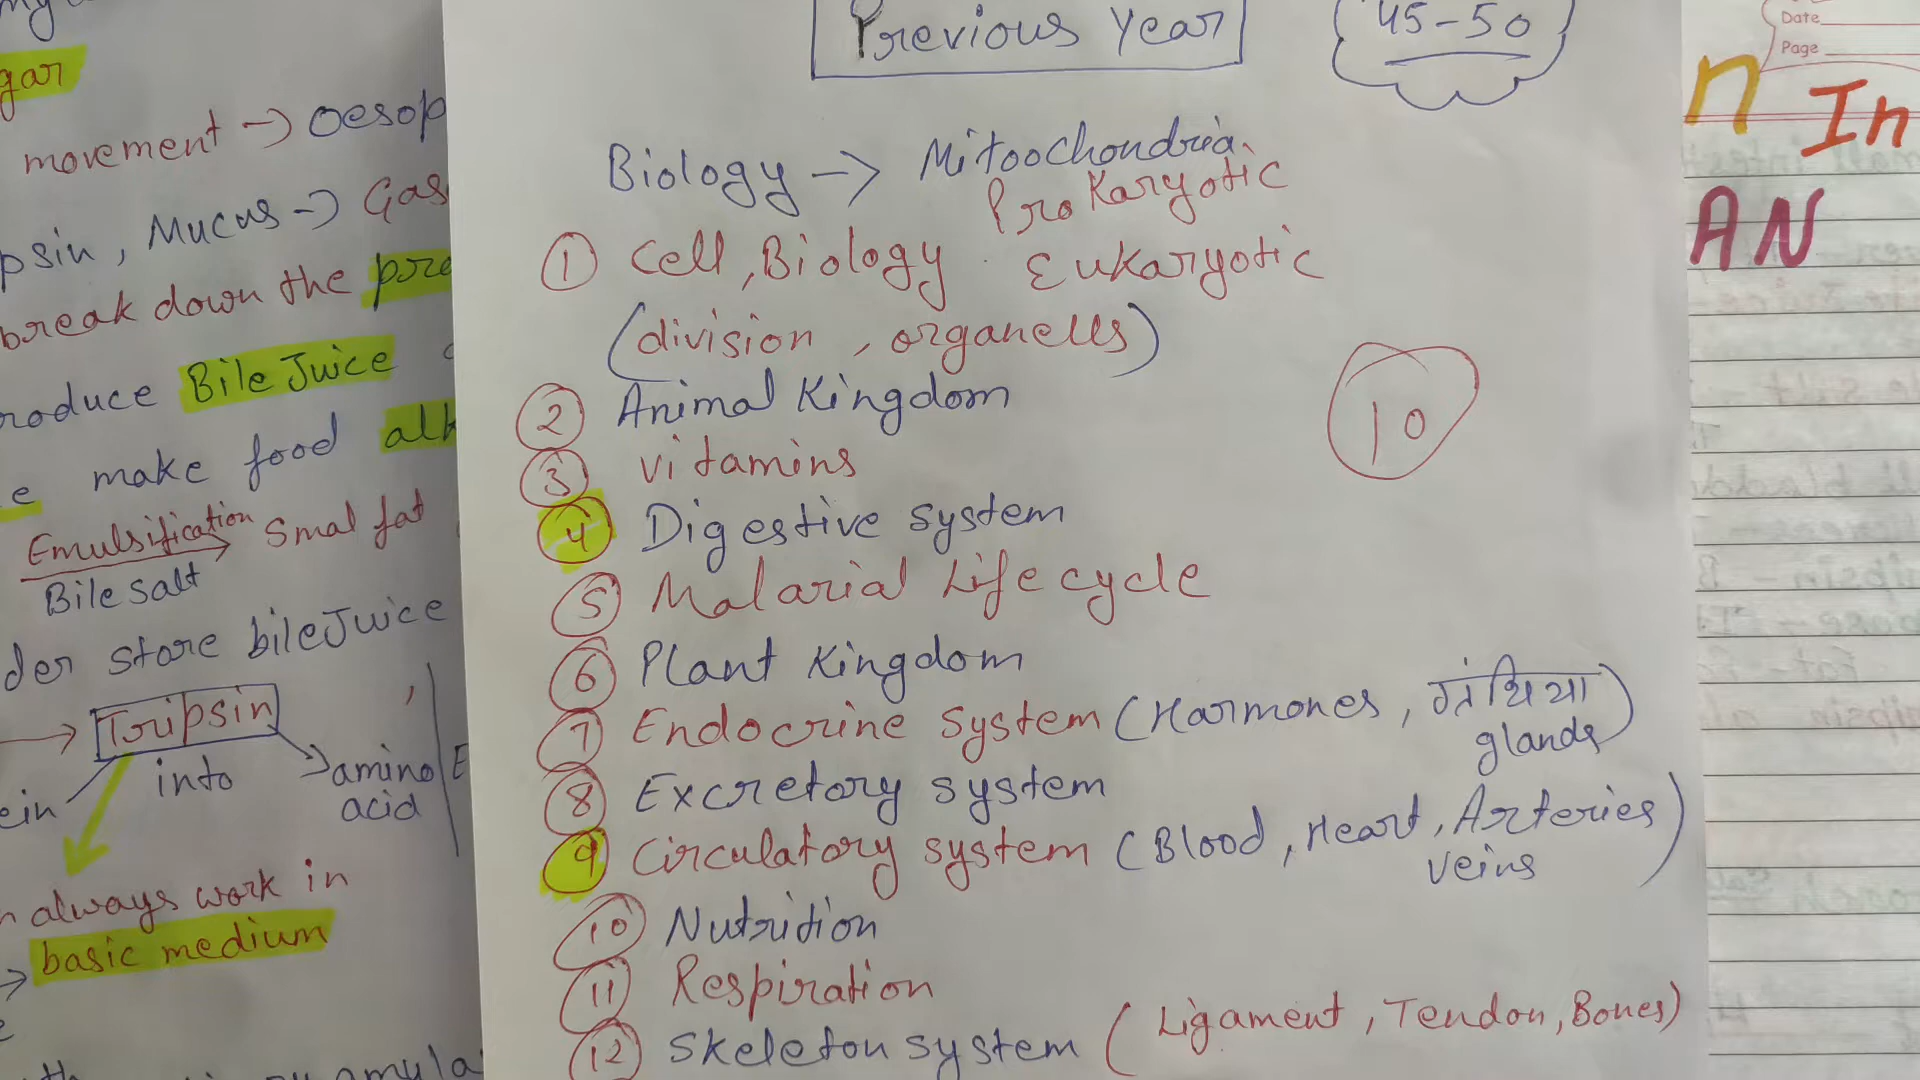 gar
movement -> Oesop
psin, Mucus -> Gas
break down the pro
roduce Bile Juice
e make food alk
Emulsification Smal fat
Bile salt
der store bileJuice
Tripsin
into
amino
acid
ein
always work in
basic medium
Previous Year
45-50
Biology -> Mitoochondria
Prokaryotic
① Cell, Biology Eukaryotic
(division, organells)
10
② Animal Kingdom
③ vitamins
④ Digestive system
⑤ Malarial Lifecycle
⑥ Plant Kingdom
⑦ Endocrine system (Harmones, ग्रंथिया
glands)
⑧ Excretory system
⑨ Circulatory system (Blood, Heart, Arteries
veins)
⑩ Nutrition
⑪ Respiration
⑫ Skeleton system (Ligament, Tendon, Bones)
Date
Page
n In
AN